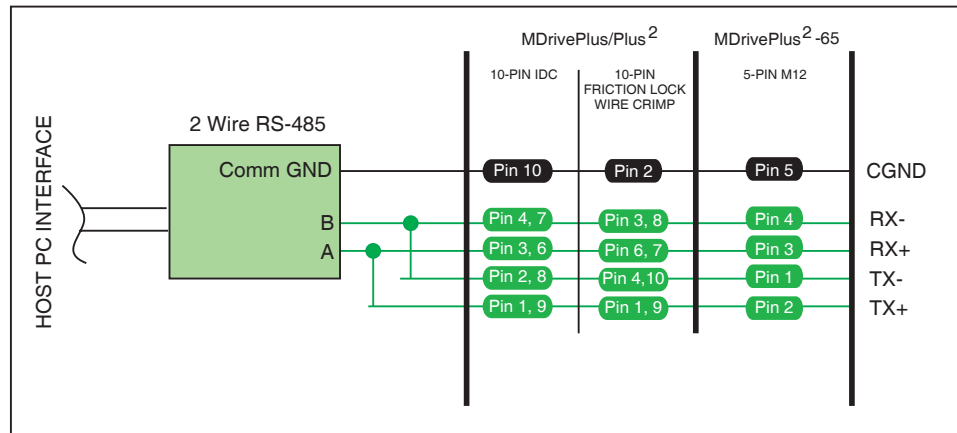 MDrivePlus/Plus2
MDrivePlus2-65
10-PIN IDC
10-PIN
FRICTION LOCK
WIRE CRIMP
5-PIN M12
HOST PC INTERFACE
2 Wire RS-485
Comm GND
Pin 10
Pin 2
Pin 5
CGND
B
Pin 4, 7
Pin 3, 8
Pin 4
RX-
A
Pin 3, 6
Pin 6, 7
Pin 3
RX+
Pin 2, 8
Pin 4,10
Pin 1
TX-
Pin 1, 9
Pin 1, 9
Pin 2
TX+